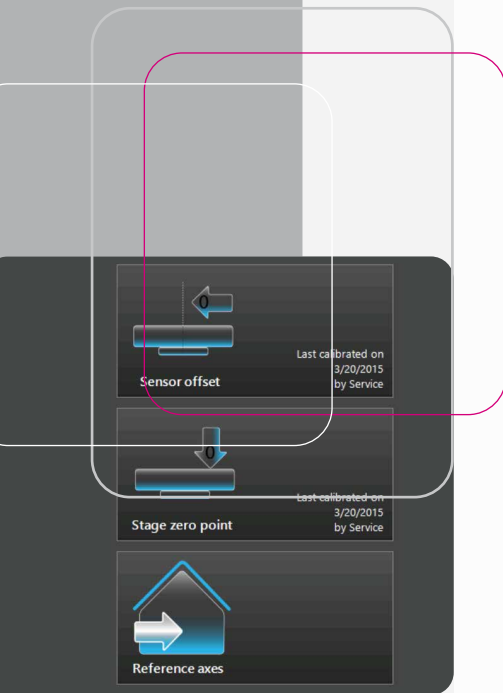 0
Last calibrated on
3/20/2015
Sensor offset
by Service
0
Last calibrated on
3/20/2015
Stage zero point
by Service
Reference axes